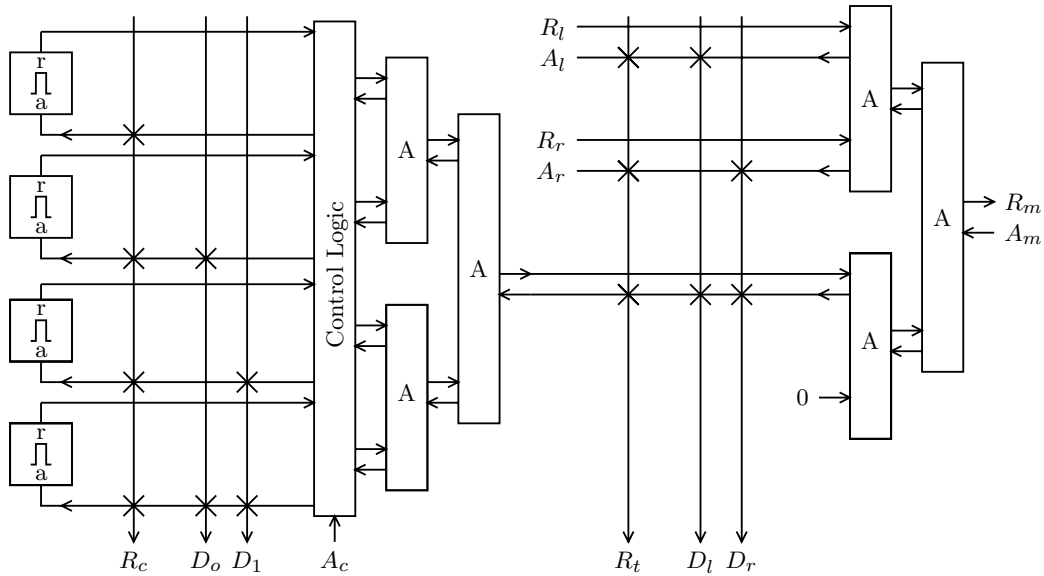 r
a
r
a
r
a
r
a
Control Logic
A
A
A
R_l
A_l
R_r
A_r
0
A
A
A
R_m
A_m
R_c D_o D_1 A_c R_t D_l D_r